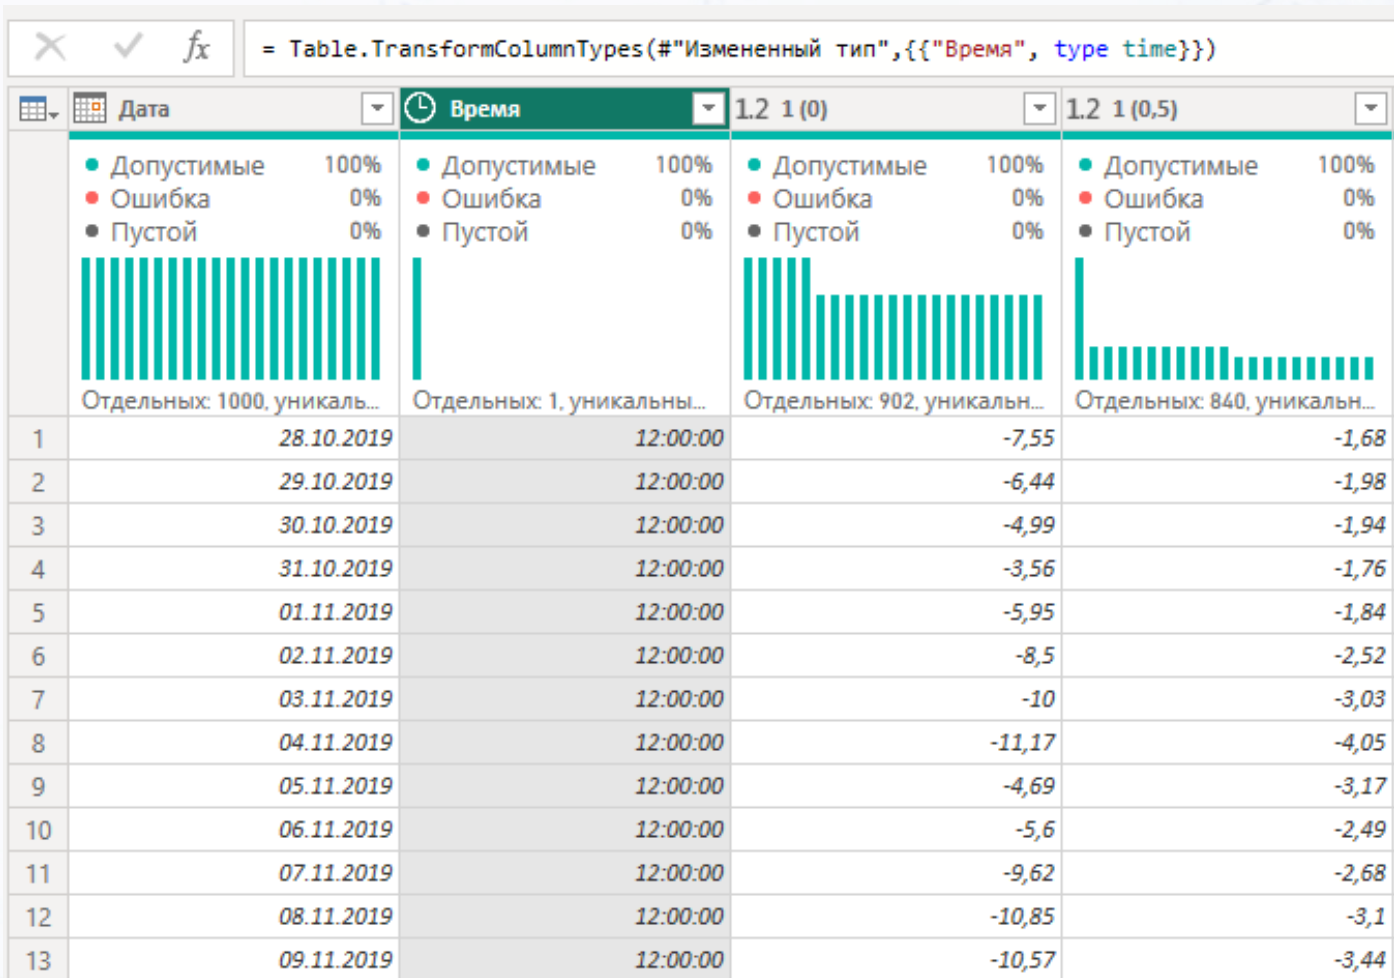 fx = Table.TransformColumnTypes(#"Измененный тип",{{"Время", type time}})
Дата Время 1.2 1 (0) 1.2 1 (0,5)
Допустимые 100% Допустимые 100% Допустимые 100% Допустимые 100%
Ошибка 0% Ошибка 0% Ошибка 0% Ошибка 0%
Пустой 0% Пустой 0% Пустой 0% Пустой 0%
Отдельных: 1000, уникаль... Отдельных: 1, уникальны... Отдельных: 902, уникальн... Отдельных: 840, уникальн...
1 28.10.2019 12:00:00 -7,55 -1,68
2 29.10.2019 12:00:00 -6,44 -1,98
3 30.10.2019 12:00:00 -4,99 -1,94
4 31.10.2019 12:00:00 -3,56 -1,76
5 01.11.2019 12:00:00 -5,95 -1,84
6 02.11.2019 12:00:00 -8,5 -2,52
7 03.11.2019 12:00:00 -10 -3,03
8 04.11.2019 12:00:00 -11,17 -4,05
9 05.11.2019 12:00:00 -4,69 -3,17
10 06.11.2019 12:00:00 -5,6 -2,49
11 07.11.2019 12:00:00 -9,62 -2,68
12 08.11.2019 12:00:00 -10,85 -3,1
13 09.11.2019 12:00:00 -10,57 -3,44